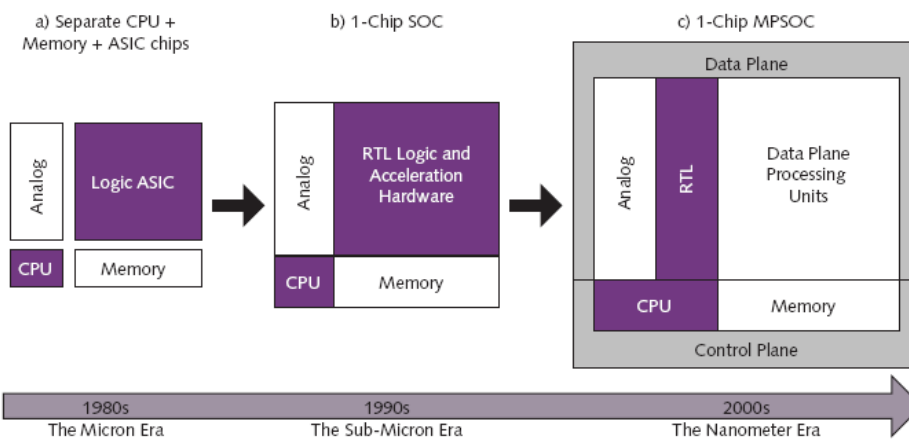 a) Separate CPU +
Memory + ASIC chips
Analog
Logic ASIC
CPU
Memory
b) 1-Chip SOC
Analog
RTL Logic and
Acceleration
Hardware
CPU
Memory
c) 1-Chip MPSOC
Data Plane
Analog
RTL
Data Plane
Processing
Units
CPU
Memory
Control Plane
1980s
The Micron Era
1990s
The Sub-Micron Era
2000s
The Nanometer Era